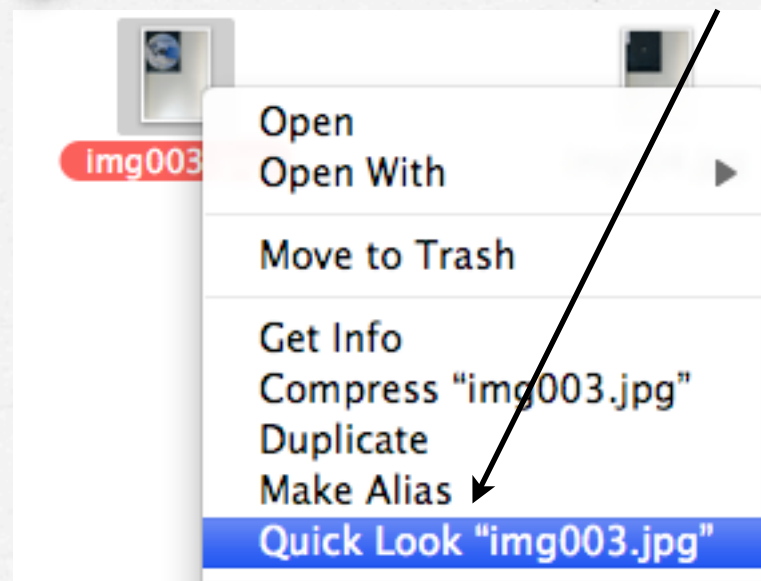 img003
Open
Open With
Move to Trash
Get Info
Compress “img003.jpg”
Duplicate
Make Alias
Quick Look “img003.jpg”